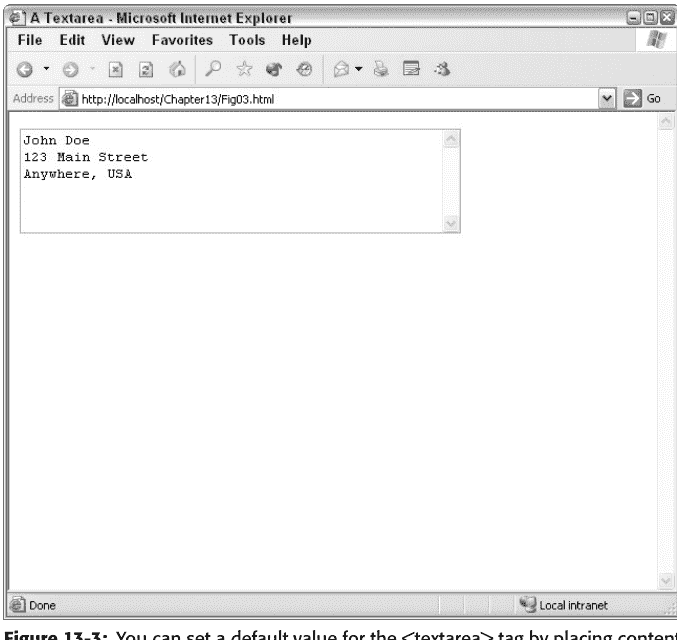 A Textarea - Microsoft Internet Explorer
File Edit View Favorites Tools Help
Address http://localhost/Chapter13/Fig03.html Go
John Doe
123 Main Street
Anywhere, USA
Done Local intranet
Figure 13-3: You can set a default value for the <textarea> tag by placing content